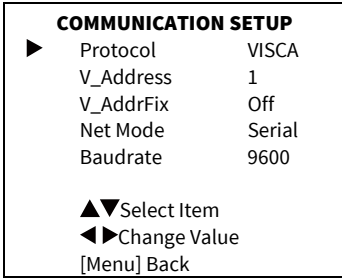 COMMUNICATION SETUP
▶ Protocol VISCA
V_Address 1
V_AddrFix Off
Net Mode Serial
Baudrate 9600
▲▼Select Item
◀ ▶Change Value
[Menu] Back